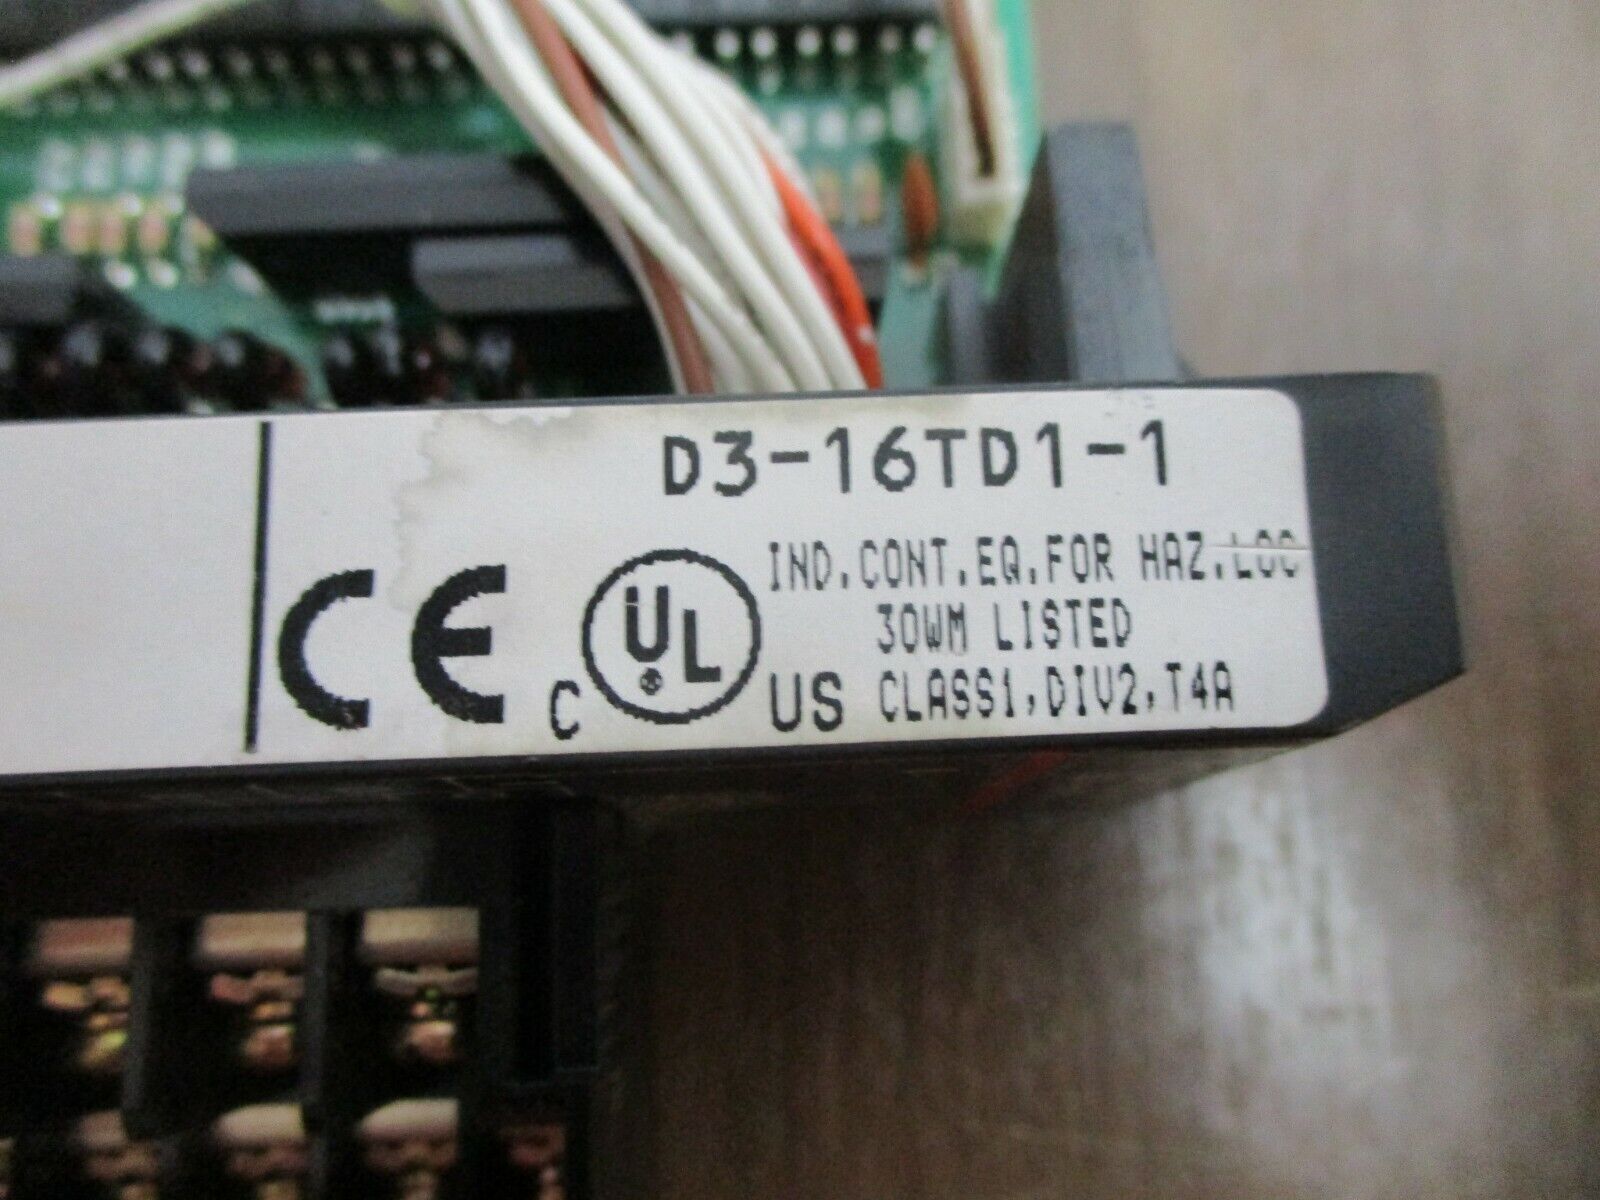 D3-16TD1-1
CE
C UL US
IND.CONT.EQ.FOR HAZ.LOC
30WM LISTED
CLASS1,DIV2,T4A